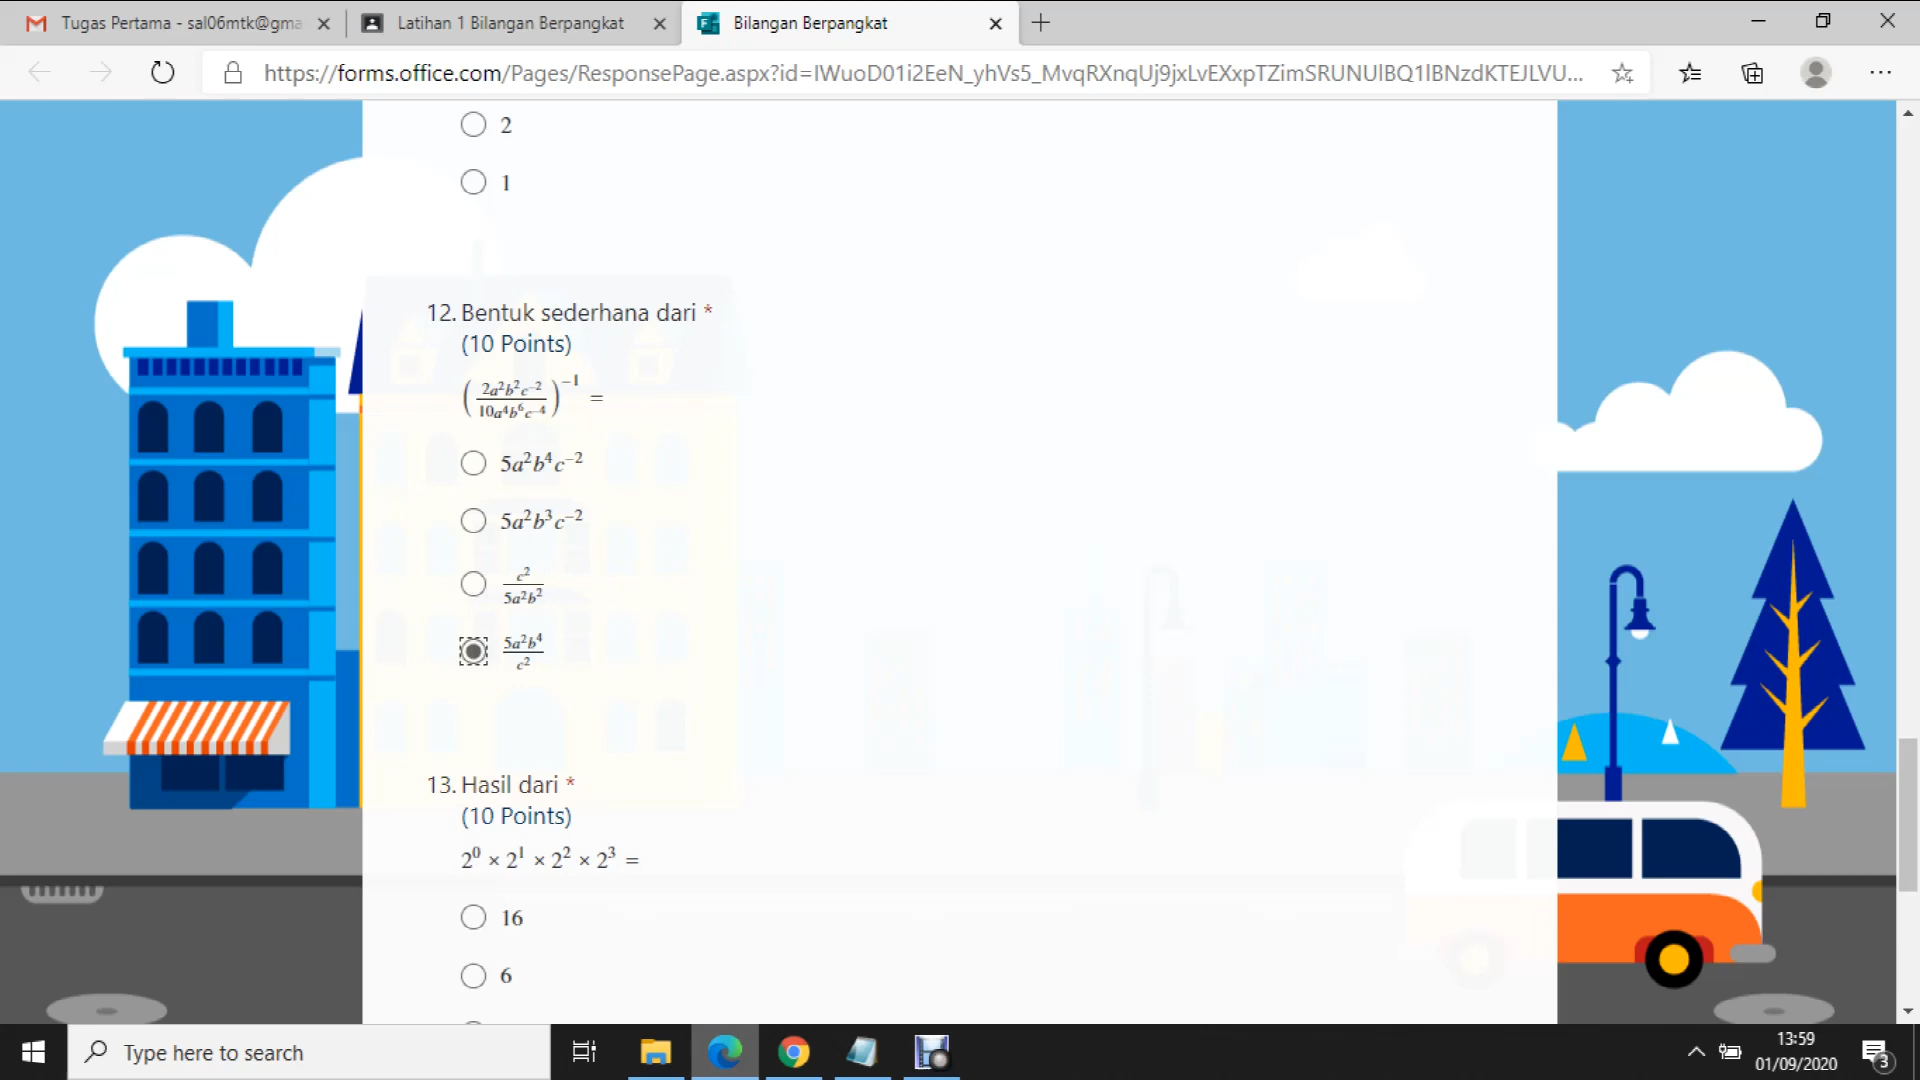 Tugas Pertama - sal06mtk@gma
Latihan 1 Bilangan Berpangkat
Bilangan Berpangkat
https://forms.office.com/Pages/ResponsePage.aspx?id=IWuoD01i2EeN_yhVs5_MvqRXnqUj9jxLvEXxpTZimSRUNUlBQ1lBNzdKTEJLVU...
2
1
12. Bentuk sederhana dari *
(10 Points)
(2a²b²c⁻²/10a⁴b⁶c⁻⁴)⁻¹ =
5a²b⁴c⁻²
5a²b³c⁻²
c²/5a²b²
5a²b⁴/c²
13. Hasil dari *
(10 Points)
2⁰ × 2¹ × 2² × 2³ =
16
6
Type here to search
13:59
01/09/2020
3